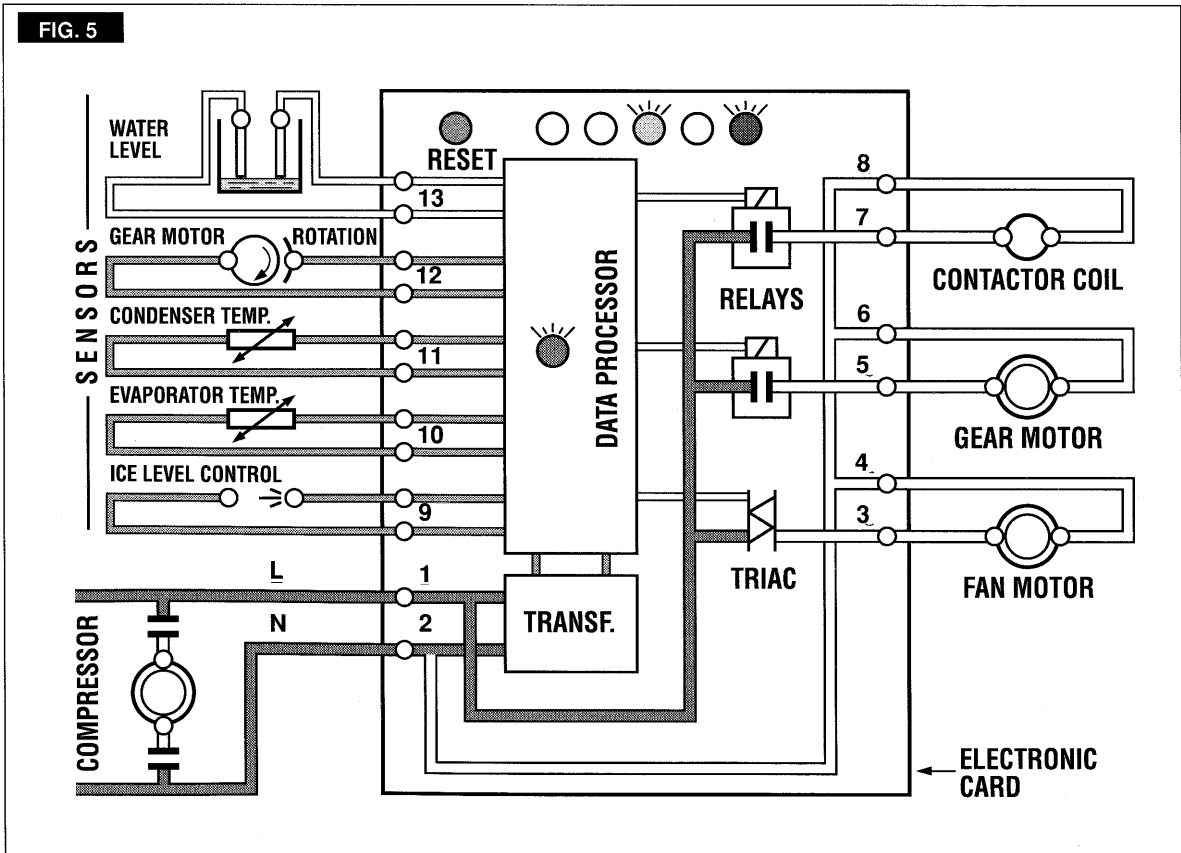 FIG. 5
WATER
LEVEL
RESET
13
GEAR MOTOR
ROTATION
12
CONDENSER TEMP.
11
EVAPORATOR TEMP.
10
ICE LEVEL CONTROL
9
SENSORS
L
1
N
2
COMPRESSOR
DATA PROCESSOR
TRANSF.
RELAYS
TRIAC
8
7
CONTACTOR COIL
6
5
GEAR MOTOR
4
3
FAN MOTOR
ELECTRONIC
CARD